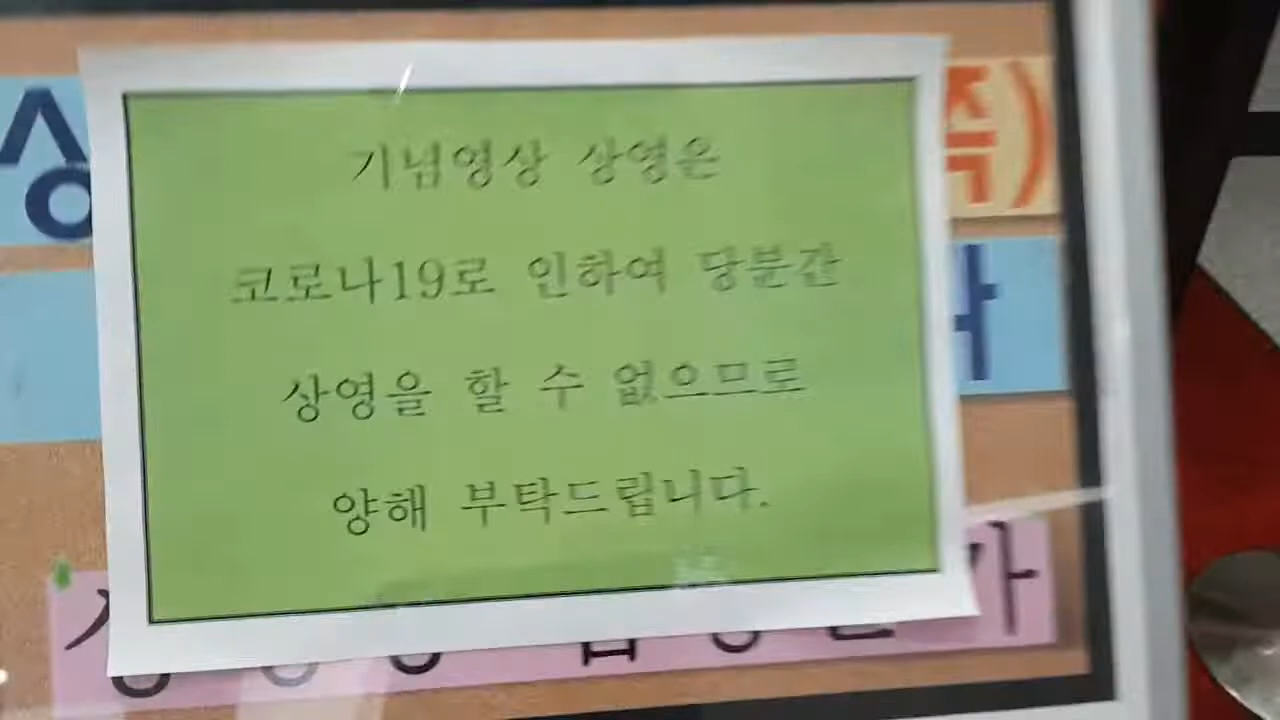 기념영상 상영은
코로나19로 인하여 당분간
상영을 할 수 없으므로
양해 부탁드립니다.